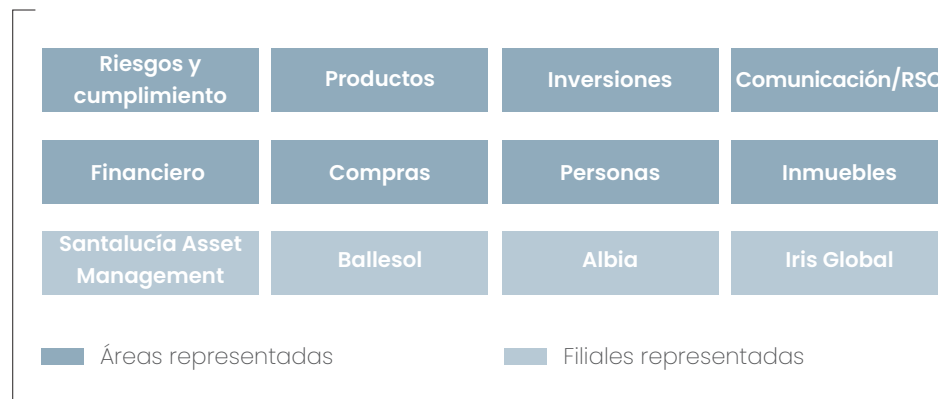 Riesgos y
cumplimiento
Productos
Inversiones
Comunicación/RSC
Financiero
Compras
Personas
Inmuebles
Santalucía Asset
Management
Ballesol
Albia
Iris Global
Áreas representadas
Filiales representadas